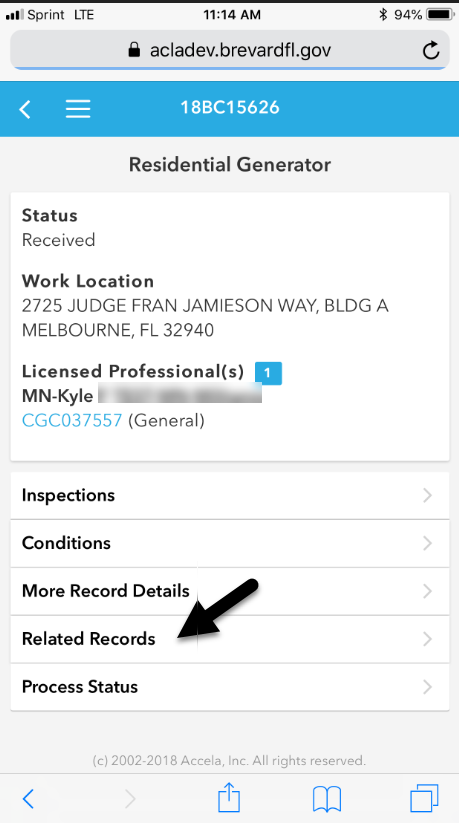 Sprint LTE 11:14 AM 94%
acladev.brevardfl.gov
18BC15626
Residential Generator
Status
Received
Work Location
2725 JUDGE FRAN JAMIESON WAY, BLDG A
MELBOURNE, FL 32940
Licensed Professional(s) 1
MN-Kyle
CGC037557 (General)
Inspections
Conditions
More Record Details
Related Records
Process Status
(c) 2002-2018 Accela, Inc. All rights reserved.